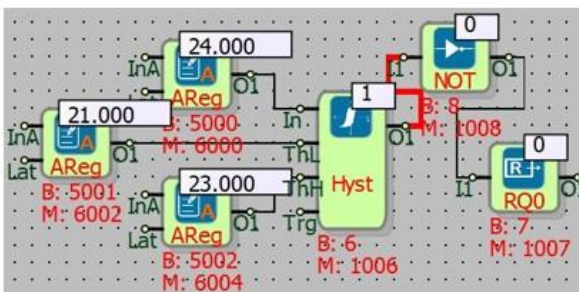 24.000
InA
AReg
O1
B: 5000
M: 6000
21.000
InA
Lat
AReg
O1
B: 5001
M: 6002
23.000
InA
Lat
AReg
O1
B: 5002
M: 6004
1
In
ThL
ThH
Trg
Hyst
O1
B: 6
M: 1006
0
I1
NOT
O1
B: 8
M: 1008
0
I1
R
RQ0
O1
B: 7
M: 1007